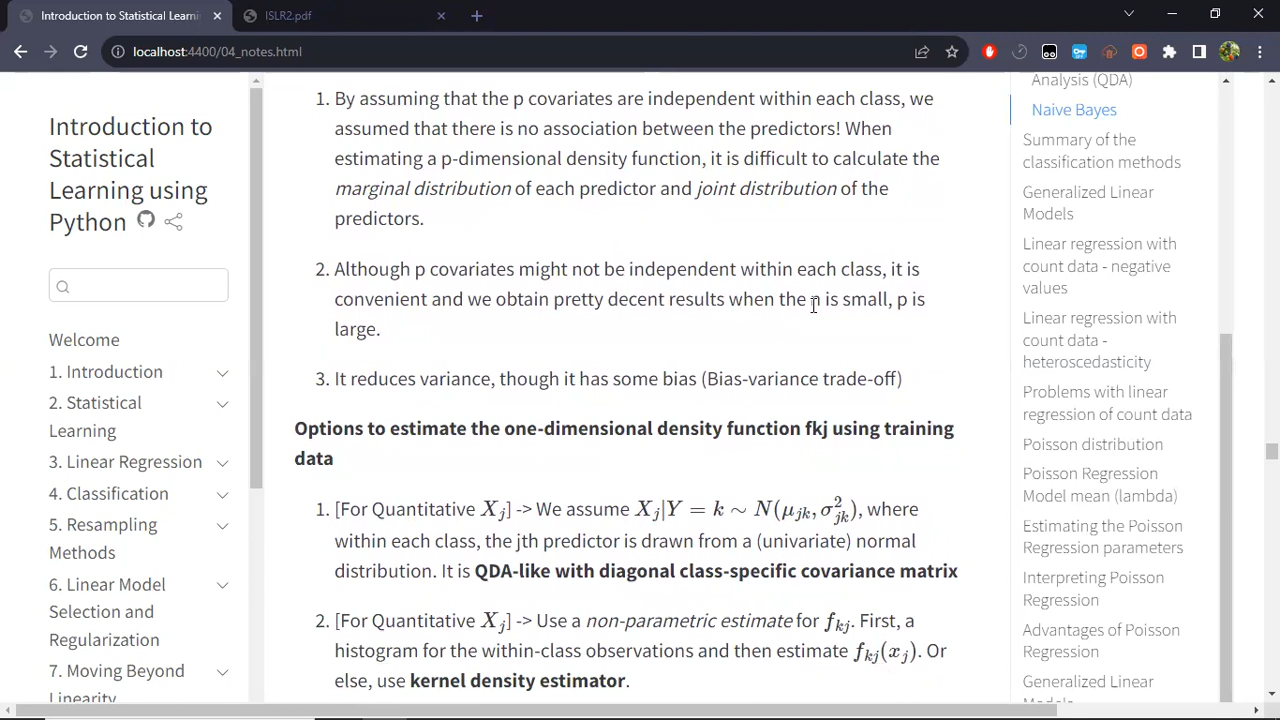 Introduction to Statistical Learni
ISLR2.pdf
localhost:4400/04_notes.html
Introduction to
Statistical
Learning using
Python
Welcome
1. Introduction
2. Statistical
Learning
3. Linear Regression
4. Classification
5. Resampling
Methods
6. Linear Model
Selection and
Regularization
7. Moving Beyond
Linearity
1. By assuming that the p covariates are independent within each class, we
assumed that there is no association between the predictors! When
estimating a p-dimensional density function, it is difficult to calculate the
marginal distribution of each predictor and joint distribution of the
predictors.
2. Although p covariates might not be independent within each class, it is
convenient and we obtain pretty decent results when the n is small, p is
large.
3. It reduces variance, though it has some bias (Bias-variance trade-off)
Options to estimate the one-dimensional density function fkj using training
data
1. [For Quantitative X_j] -> We assume X_j|Y = k ∼ N(μ_jk, σ²_jk), where
within each class, the jth predictor is drawn from a (univariate) normal
distribution. It is QDA-like with diagonal class-specific covariance matrix
2. [For Quantitative X_j] -> Use a non-parametric estimate for f_kj. First, a
histogram for the within-class observations and then estimate f_kj(x_j). Or
else, use kernel density estimator.
Analysis (QDA)
Naive Bayes
Summary of the
classification methods
Generalized Linear
Models
Linear regression with
count data - negative
values
Linear regression with
count data -
heteroscedasticity
Problems with linear
regression of count data
Poisson distribution
Poisson Regression
Model mean (lambda)
Estimating the Poisson
Regression parameters
Interpreting Poisson
Regression
Advantages of Poisson
Regression
Generalized Linear
Models